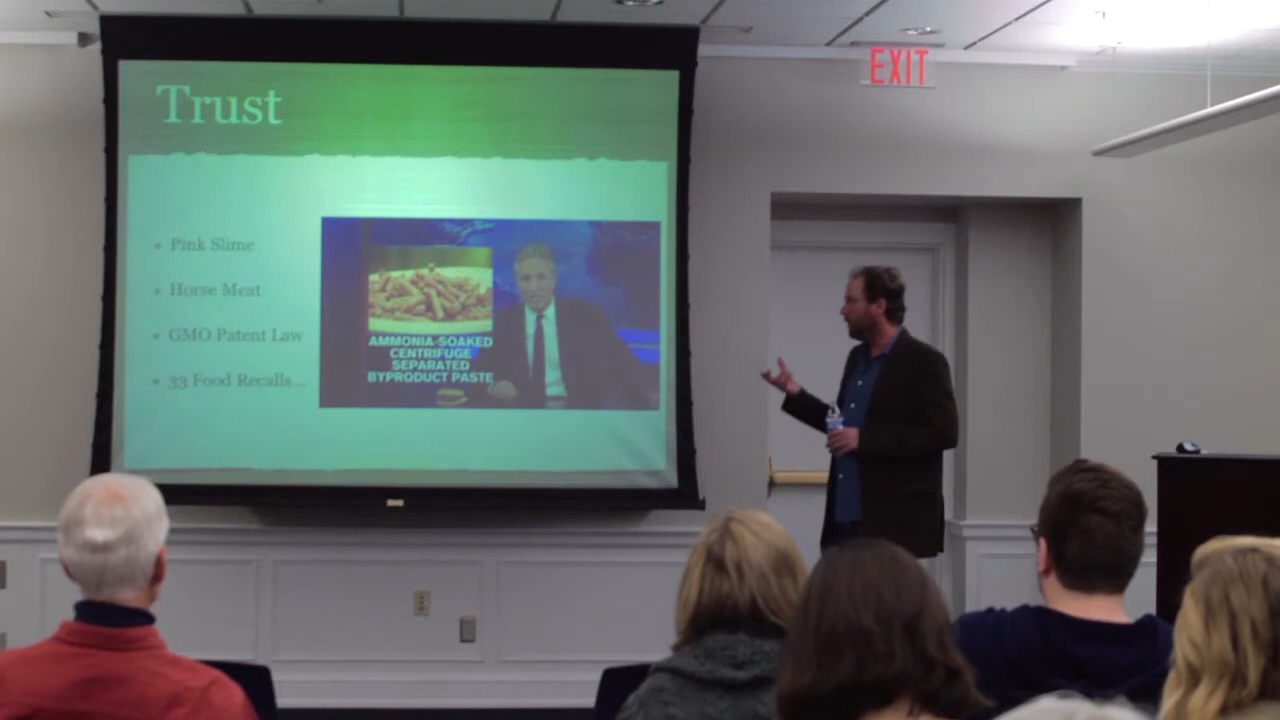 Trust
EXIT
Pink Slime
Horse Meat
GMO Patent Law
33 Food Recalls...
AMMONIA-SOAKED
CENTRIFUGE
SEPARATED
BYPRODUCT PASTE